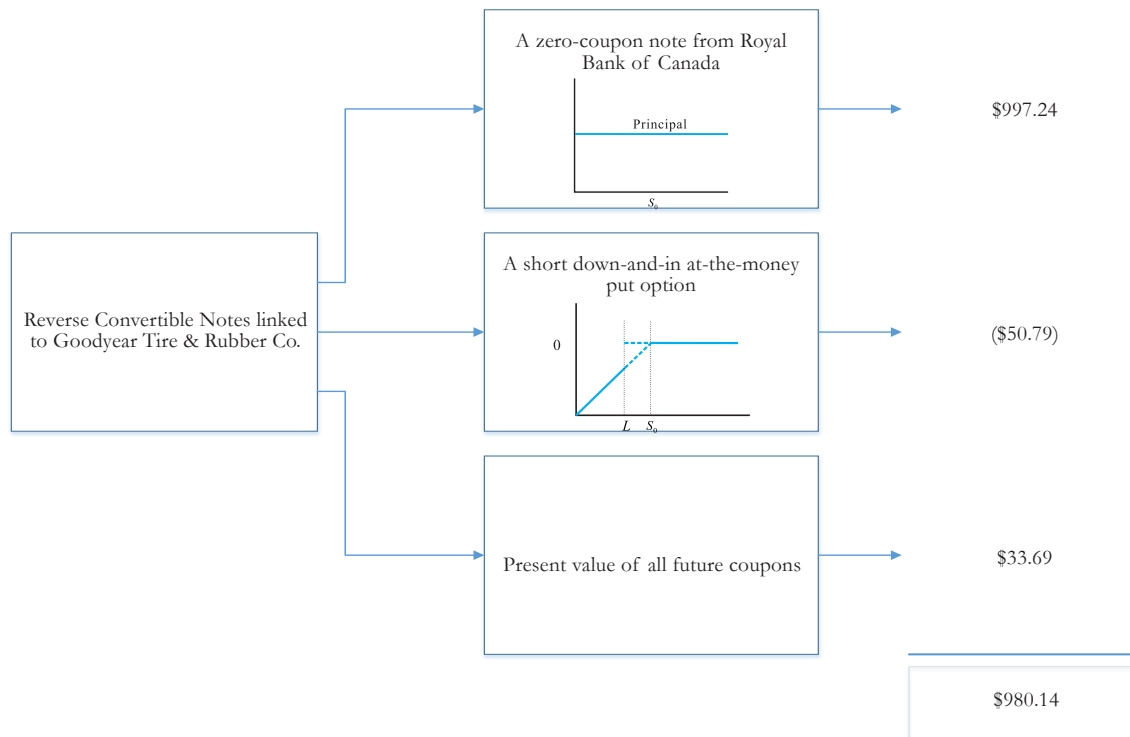 A zero-coupon note from Royal
Bank of Canada
Principal
S₀
$997.24
Reverse Convertible Notes linked
to Goodyear Tire & Rubber Co.
A short down-and-in at-the-money
put option
0
L S₀
($50.79)
Present value of all future coupons
$33.69
$980.14